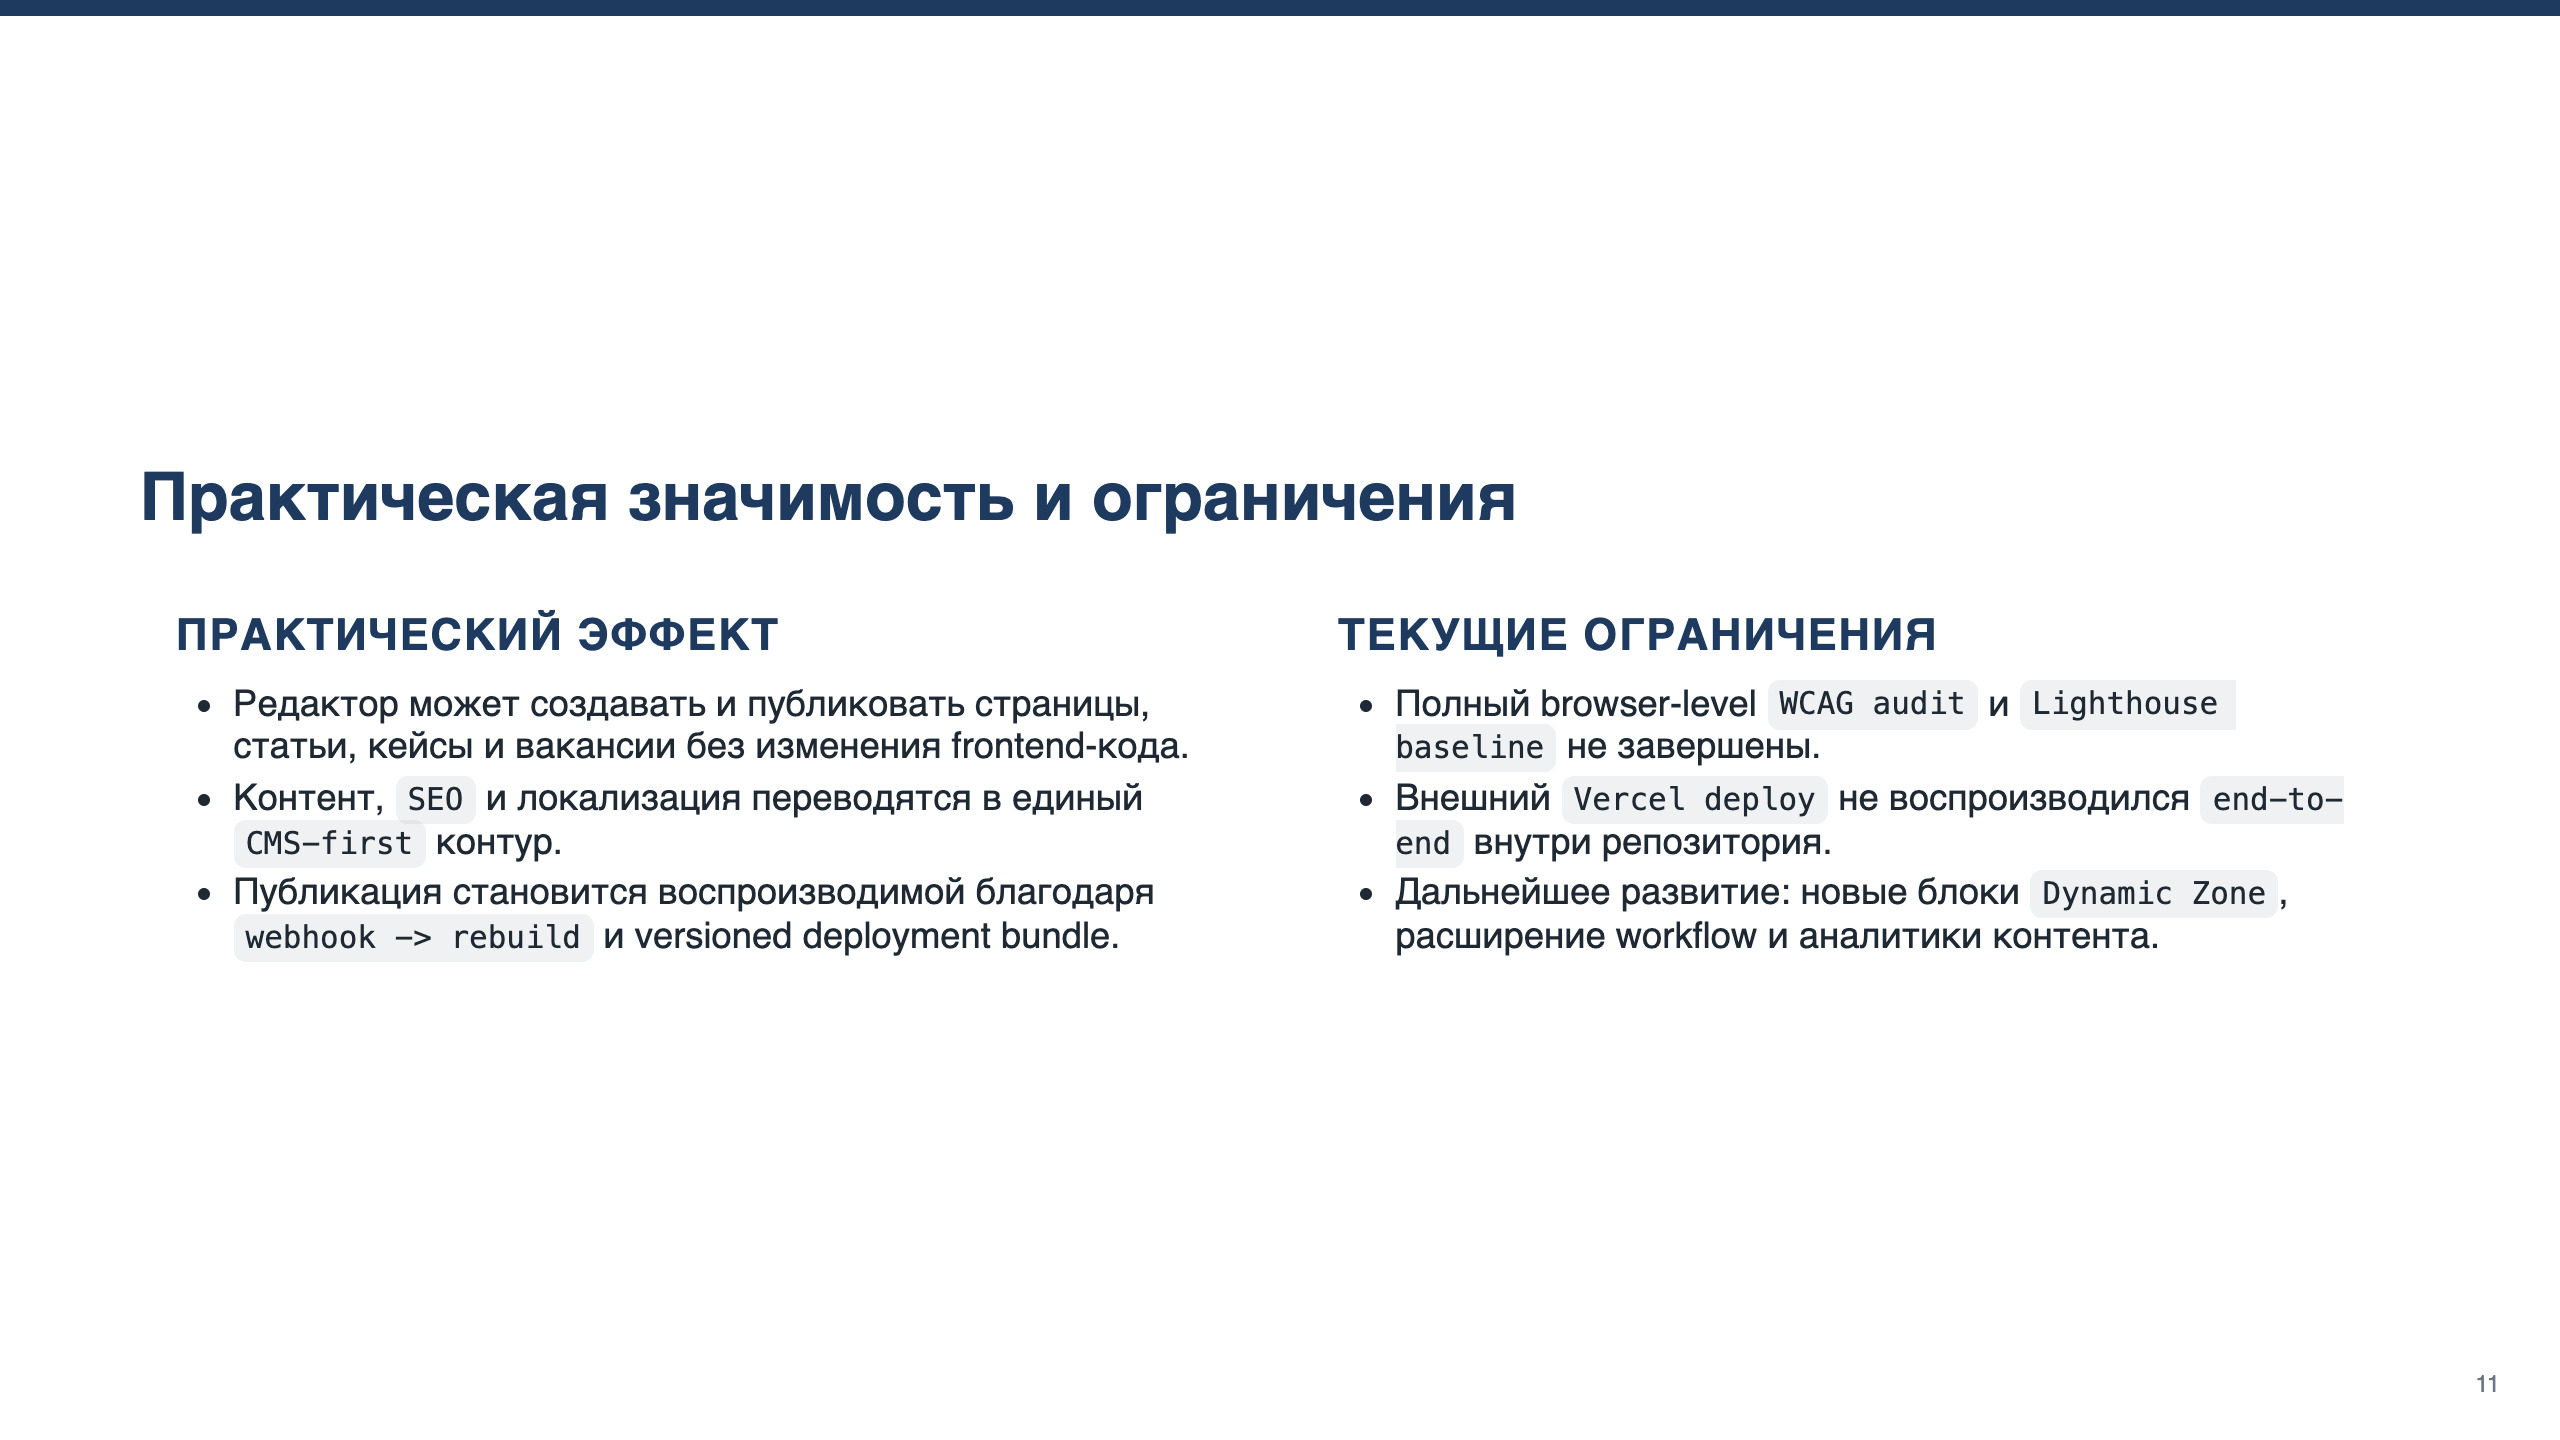 Практическая значимость и ограничения
ПРАКТИЧЕСКИЙ ЭФФЕКТ
• Редактор может создавать и публиковать страницы,
статьи, кейсы и вакансии без изменения frontend-кода.
• Контент, SEO и локализация переводятся в единый
CMS-first контур.
• Публикация становится воспроизводимой благодаря
webhook -> rebuild и versioned deployment bundle.
ТЕКУЩИЕ ОГРАНИЧЕНИЯ
• Полный browser-level WCAG audit и Lighthouse
baseline не завершены.
• Внешний Vercel deploy не воспроизводился end-to-
end внутри репозитория.
• Дальнейшее развитие: новые блоки Dynamic Zone,
расширение workflow и аналитики контента.
11